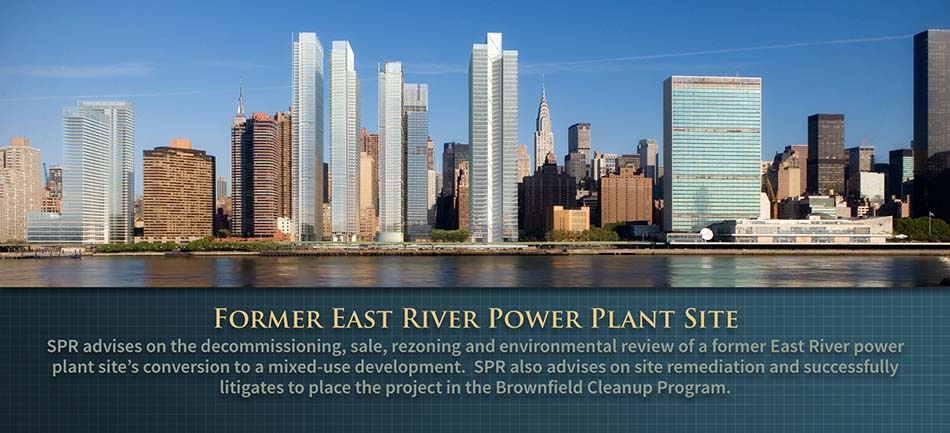 Former East River Power Plant Site
SPR advises on the decommissioning, sale, rezoning and environmental review of a former East River power
plant site’s conversion to a mixed-use development.  SPR also advises on site remediation and successfully
litigates to place the project in the Brownfield Cleanup Program.